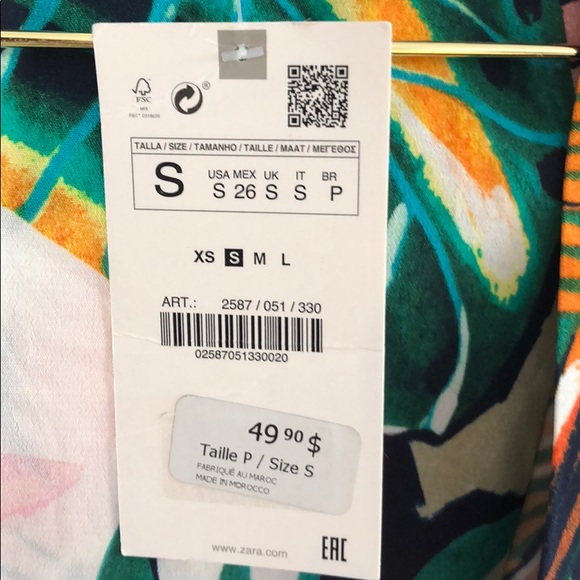 FSC
®
TALLA / SIZE / TAMANHO / TAILLE / MAAT / ΜΕΓΕΘΟΣ
USA MEX UK IT BR
S S 26 S S P
XS S M L
ART.: 2587 / 051 / 330
02587051330020
49 90 $
Taille P / Size S
FABRIQUÉ AU MAROC
MADE IN MOROCCO
www.zara.com
EAC